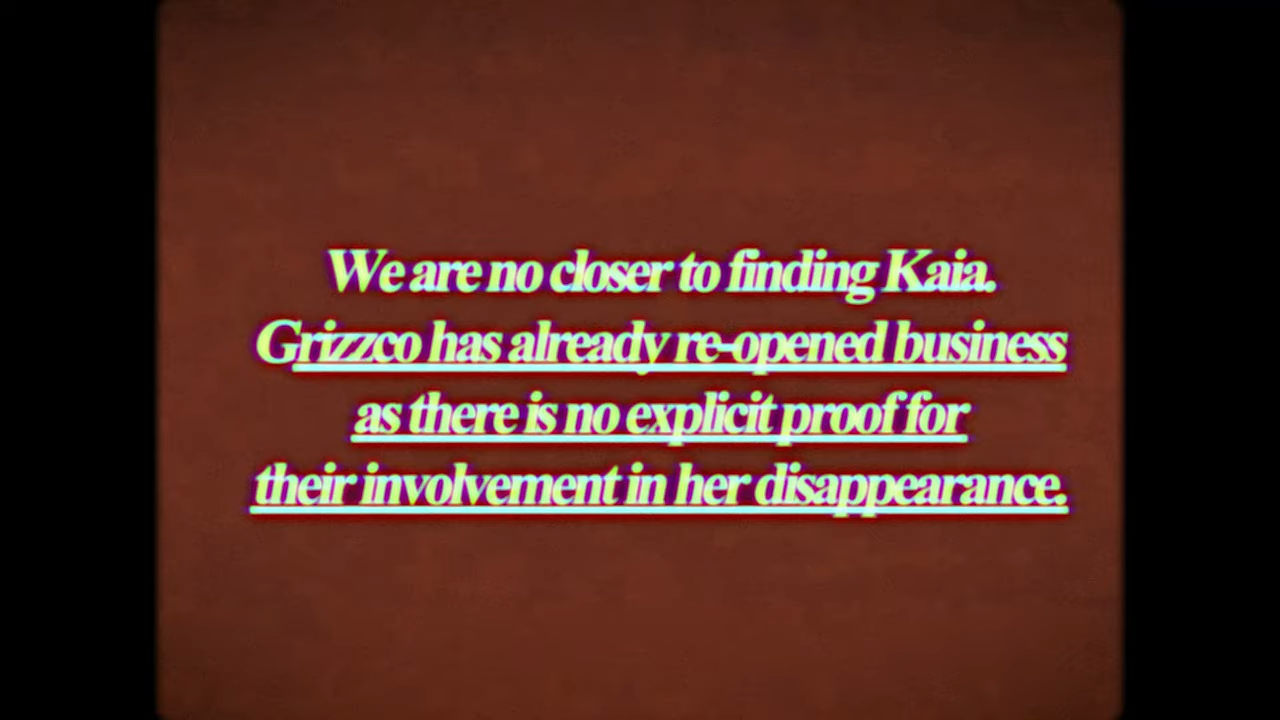 We are no closer to finding Kaia.
Grizzco has already re-opened business
as there is no explicit proof for
their involvement in her disappearance.